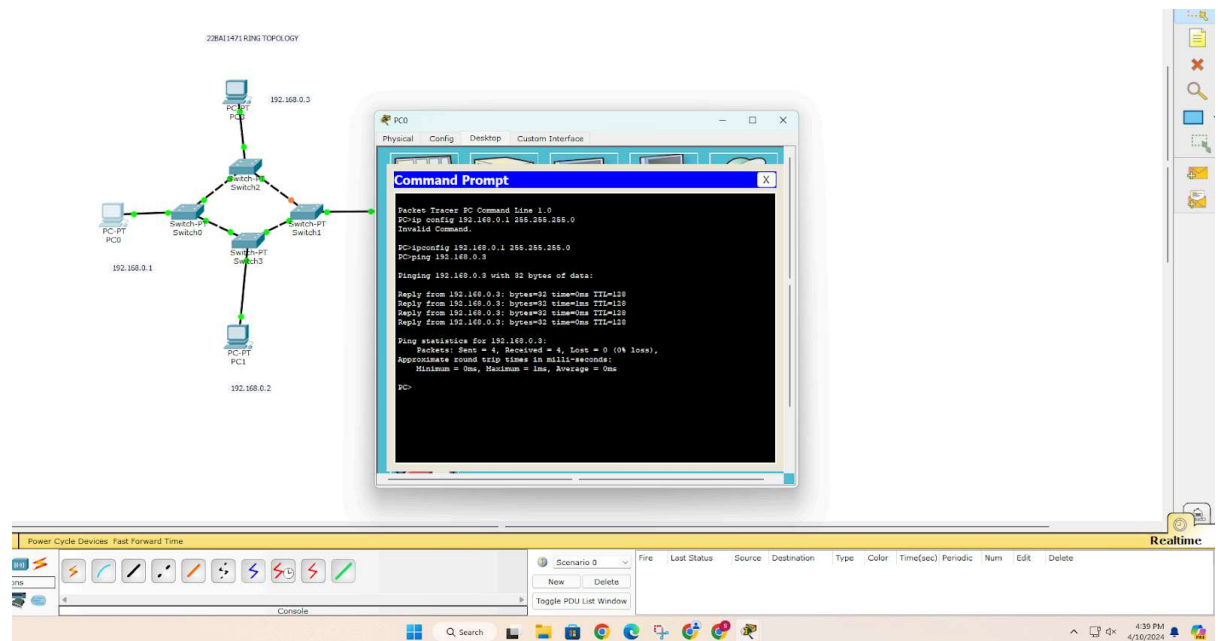 22BAI1471 RING TOPOLOGY
192.168.0.3
PC-PT
Switch-PT
Switch2
PC-PT
PC0
Switch-PT
Switch0
Switch-PT
Switch1
Switch-PT
Switch3
192.168.0.1
PC-PT
PC1
192.168.0.2
PC0
Physical Config Desktop Custom Interface
Command Prompt
X
Packet Tracer PC Command Line 1.0
PC>ip config 192.168.0.1 255.255.255.0
Invalid Command.
PC>ipconfig 192.168.0.1 255.255.255.0
PC>ping 192.168.0.3
Pinging 192.168.0.3 with 32 bytes of data:
Reply from 192.168.0.3: bytes=32 time=0ms TTL=128
Reply from 192.168.0.3: bytes=32 time=1ms TTL=128
Reply from 192.168.0.3: bytes=32 time=0ms TTL=128
Reply from 192.168.0.3: bytes=32 time=0ms TTL=128
Ping statistics for 192.168.0.3:
Packets: Sent = 4, Received = 4, Lost = 0 (0% loss),
Approximate round trip times in milli-seconds:
Minimum = 0ms, Maximum = 1ms, Average = 0ms
PC>
Realtime
Power Cycle Devices Fast Forward Time
Scenario 0
New Delete
Toggle PDU List Window
Fire Last Status Source Destination Type Color Time(sec) Periodic Num Edit Delete
ons
Console
Search
4:39 PM
4/10/2024